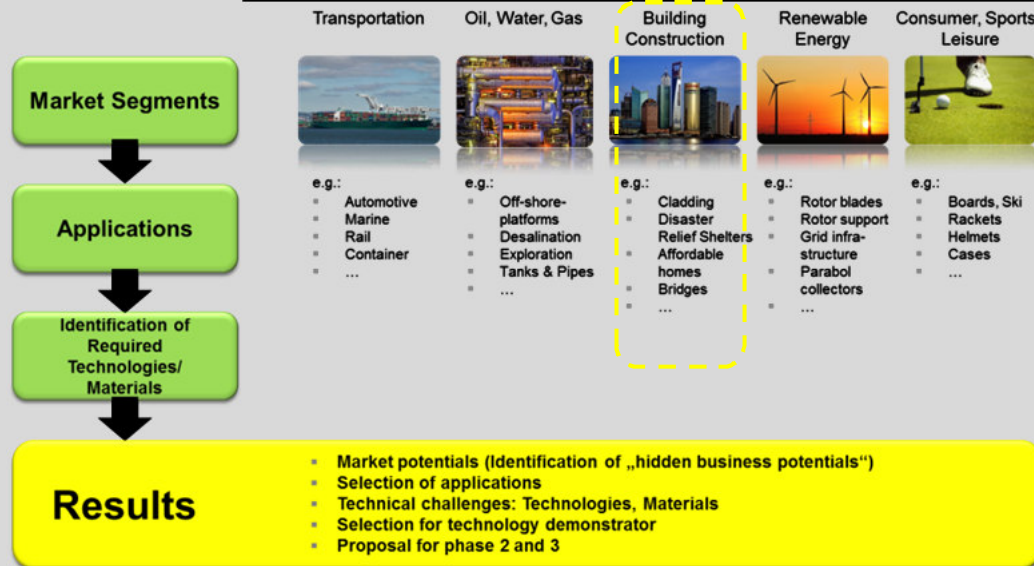 Transportation
Oil, Water, Gas
Building
Construction
Renewable
Energy
Consumer, Sports
Leisure
Market Segments
Applications
Identification of
Required
Technologies/
Materials
e.g.:
▪ Automotive
▪ Marine
▪ Rail
▪ Container
▪ ...
e.g.:
▪ Off-shore-
platforms
▪ Desalination
▪ Exploration
▪ Tanks & Pipes
▪ ...
e.g.:
▪ Cladding
▪ Disaster
Relief Shelters
▪ Affordable
homes
▪ Bridges
▪ ...
e.g.:
▪ Rotor blades
▪ Rotor support
▪ Grid infra-
structure
▪ Parabol
collectors
▪ ...
▪ Boards, Ski
▪ Rackets
▪ Helmets
▪ Cases
▪ ...
Results
▪ Market potentials (Identification of „hidden business potentials“)
▪ Selection of applications
▪ Technical challenges: Technologies, Materials
▪ Selection for technology demonstrator
▪ Proposal for phase 2 and 3